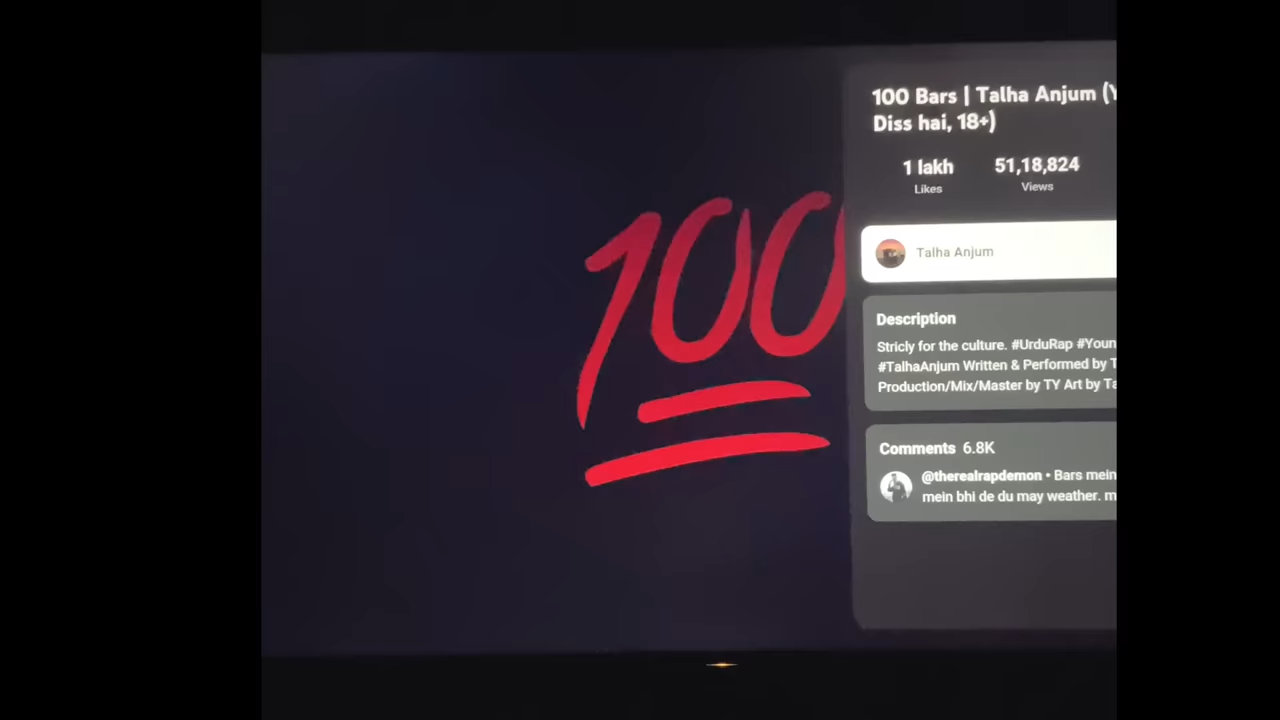 100
100 Bars | Talha Anjum (
Diss hai, 18+)
1 lakh 51,18,824
Likes Views
Talha Anjum
Description
Stricly for the culture. #UrduRap
#TalhaAnjum Written & Performed by
Production/Mix/Master by TY Art by
Comments 6.8K
@therealrapdemon • Bars mein
mein bhi de du may weather.